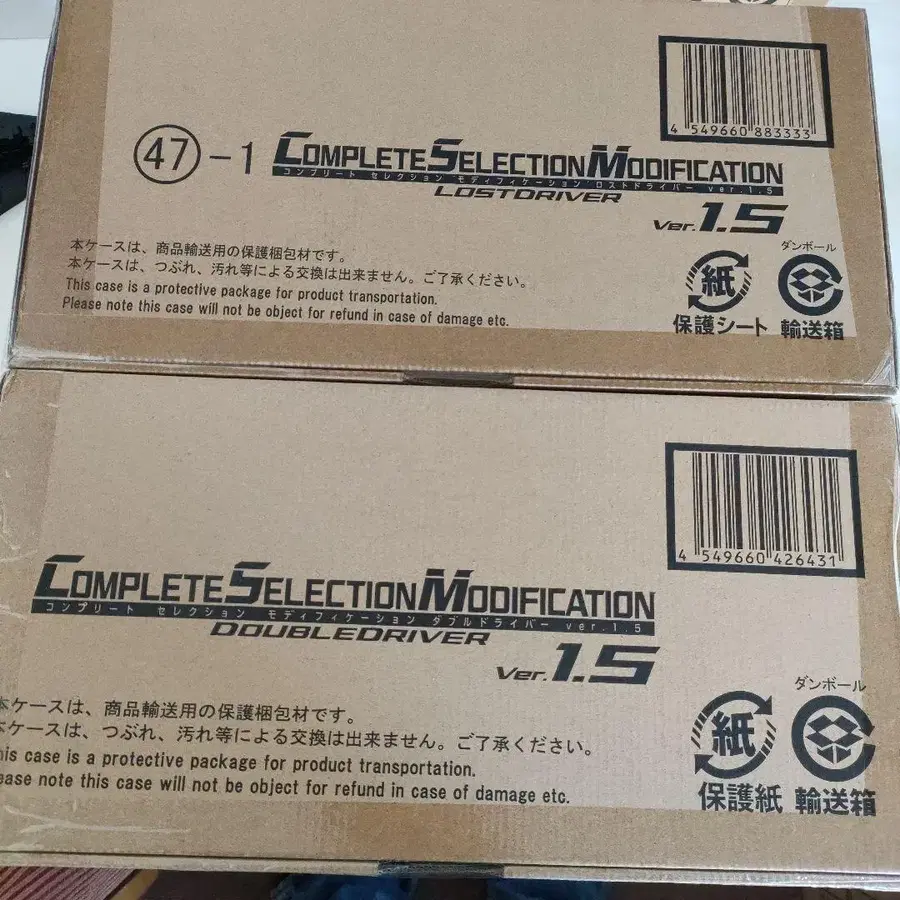 4 549660 883333
㊼-1 COMPLETE SELECTION MODIFICATION
コンプリート セレクション モディフィケーション ロストドライバー ver.1.5
LOSTDRIVER
Ver.1.5
本ケースは、商品輸送用の保護梱包材です。
本ケースは、つぶれ、汚れ等による交換は出来ません。ご了承ください。
This case is a protective package for product transportation.
Please note this case will not be object for refund in case of damage etc.
ダンボール
紙
保護シート 輸送箱
4 549660 426431
COMPLETE SELECTION MODIFICATION
コンプリート セレクション モディフィケーション ダブルドライバー ver.1.5
DOUBLEDRIVER
Ver.1.5
本ケースは、商品輸送用の保護梱包材です。
本ケースは、つぶれ、汚れ等による交換は出来ません。ご了承ください。
his case is a protective package for product transportation.
ease note this case will not be object for refund in case of damage etc.
ダンボール
紙
保護紙 輸送箱